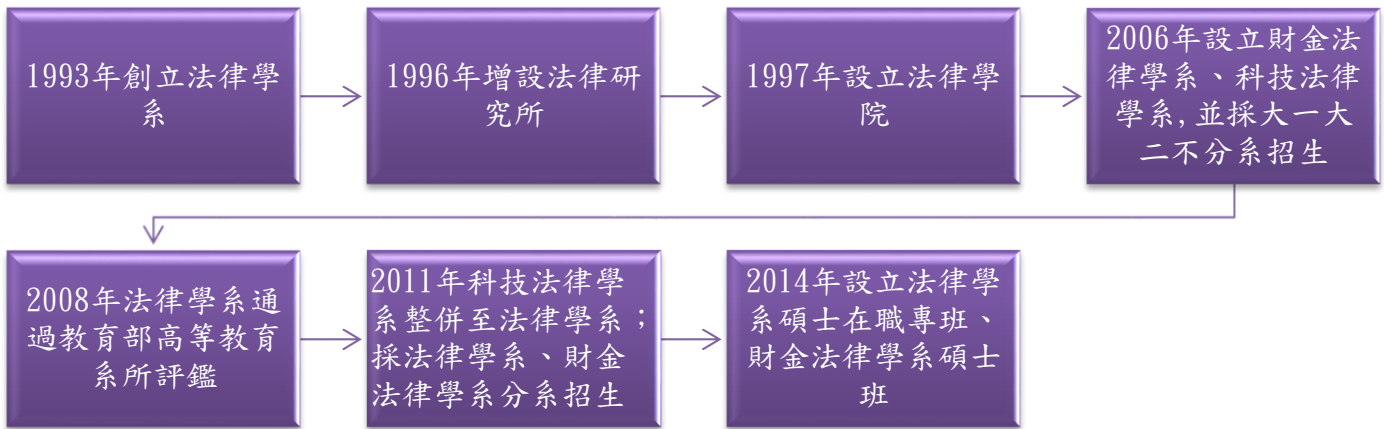 1993年創立法律學
系
1996年增設法律研
究所
1997年設立法律學
院
2006年設立財金法
律學系、科技法律
學系,並採大一大
二不分系招生
2008年法律學系通
過教育部高等教育
系所評鑑
2011年科技法律學
系整併至法律學系；
採法律學系、財金
法律學系分系招生
2014年設立法律學
系碩士在職專班、
財金法律學系碩士
班